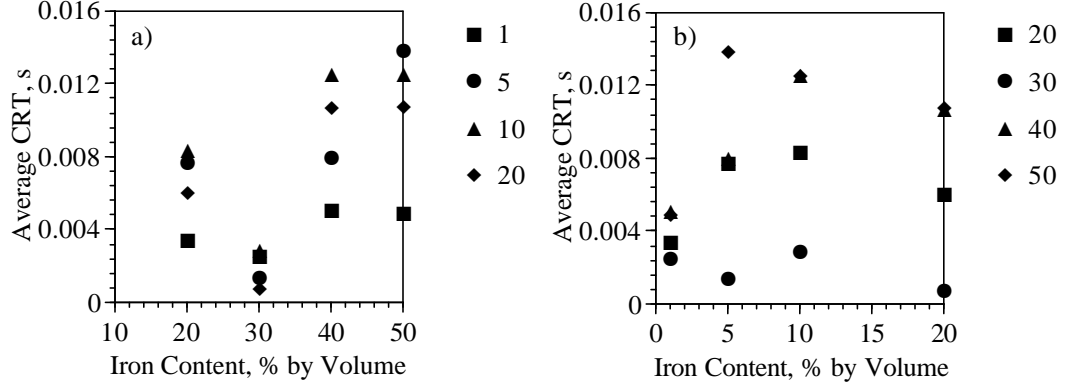 0.016
a)
0.012
0.008
0.004
0
10 20 30 40 50
Average CRT, s
Iron Content, % by Volume
1
5
10
20
0.016
b)
0.012
0.008
0.004
0
0 5 10 15 20
Average CRT, s
Iron Content, % by Volume
20
30
40
50